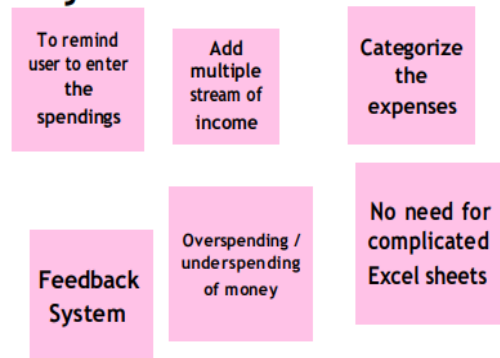 To remind
user to enter
the
spendings
Add
multiple
stream of
income
Categorize
the
expenses
Feedback
System
Overspending /
underspending
of money
No need for
complicated
Excel sheets